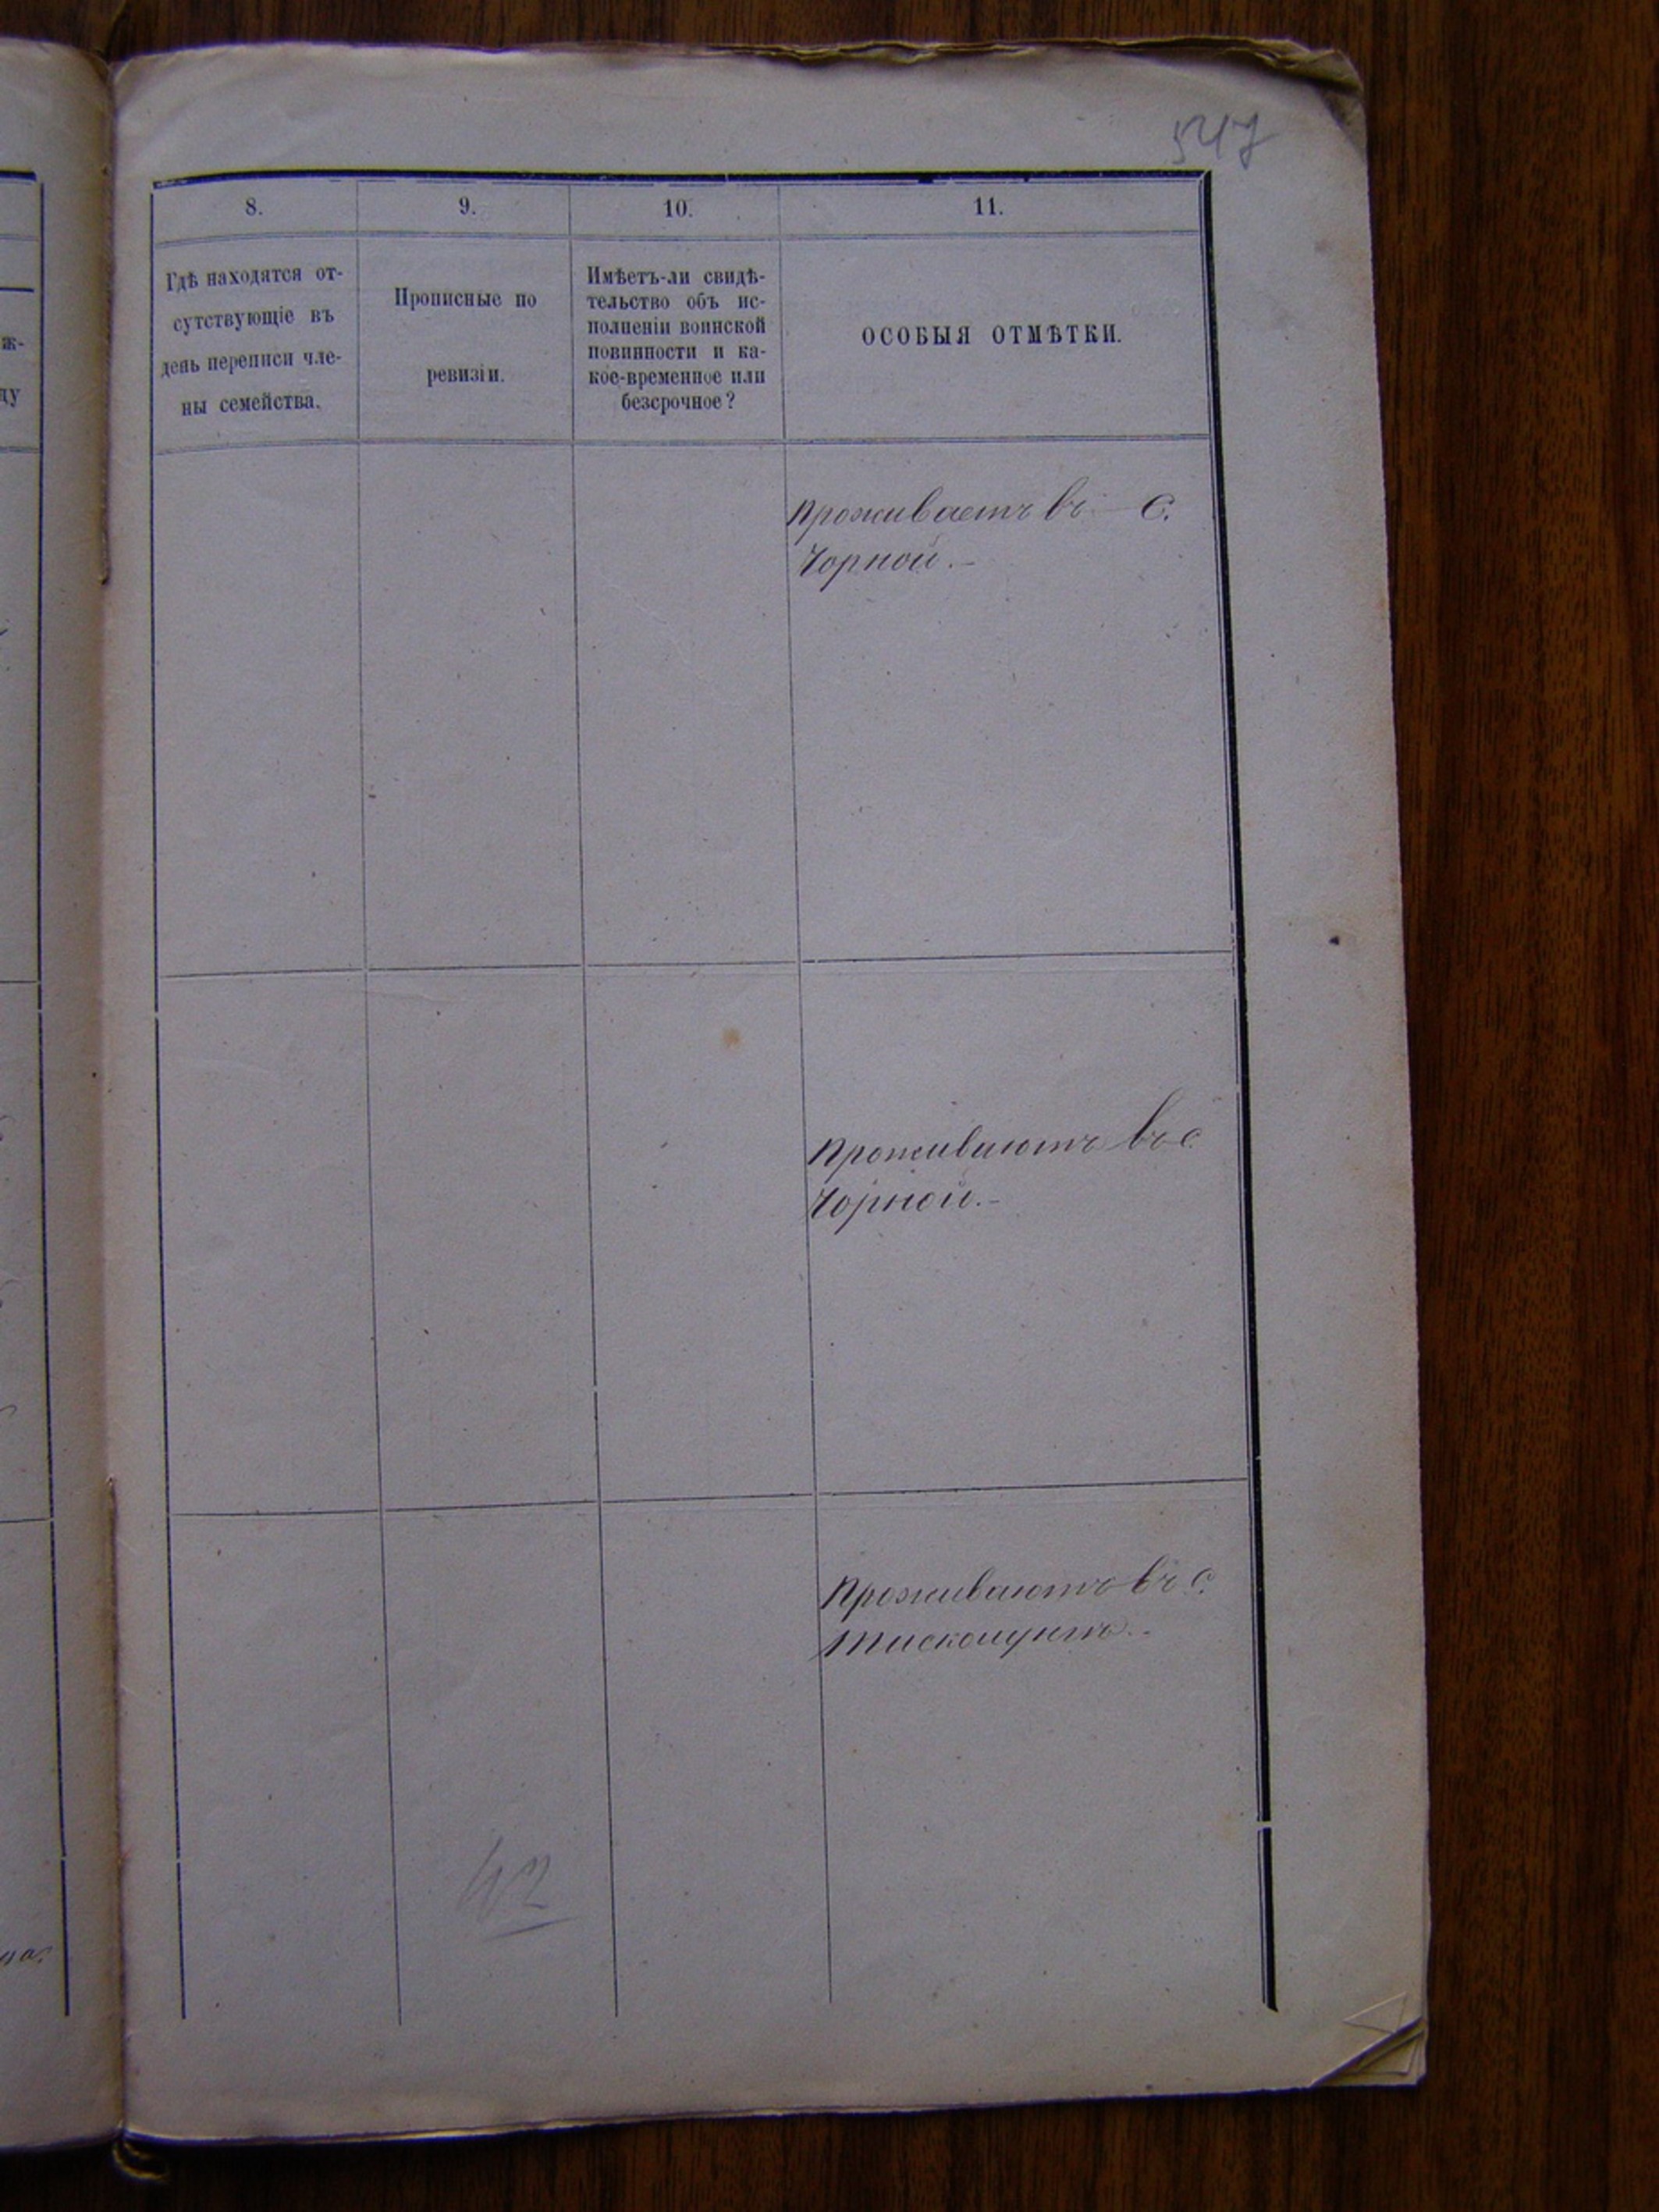 547
8.
9.
10.
11.
Гдѣ находятся от-
сутствующіе въ
день переписи чле-
ны семейства.
Прописные по
ревизіи.
Имѣетъ-ли свидѣ-
тельство объ ис-
полненіи воинской
повинности и ка-
кое-временное или
безсрочное?
ОСОБЫЯ ОТМѢТКИ.
Проживаетъ въ с.
Чорной.-
Проживаютъ въ с.
Чорной.-
Проживаютъ въ с.
42
ж-
ду